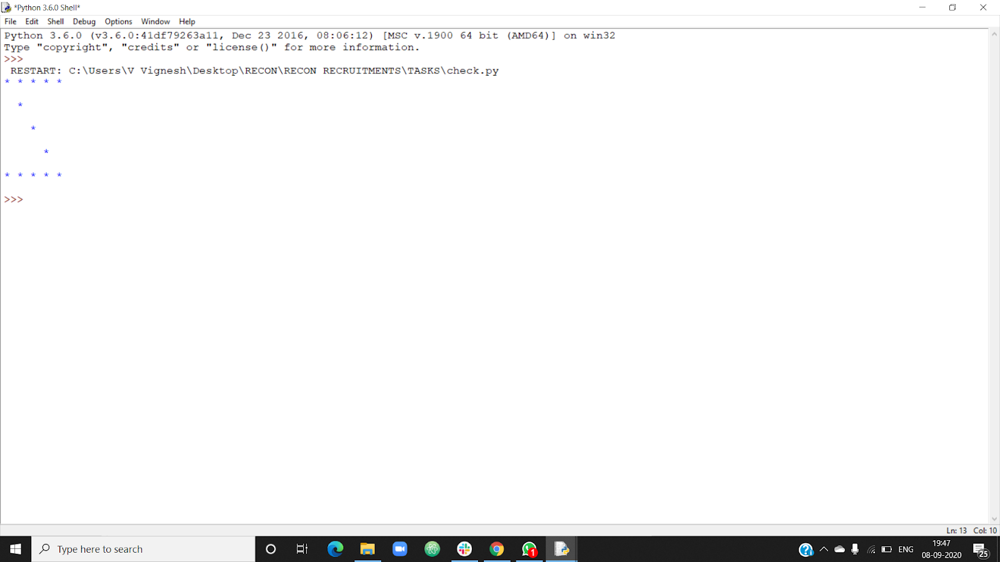 *Python 3.6.0 Shell*
File Edit Shell Debug Options Window Help
Python 3.6.0 (v3.6.0:41df79263a11, Dec 23 2016, 08:06:12) [MSC v.1900 64 bit (AMD64)] on win32
Type "copyright", "credits" or "license()" for more information.
>>>
 RESTART: C:\Users\V Vignesh\Desktop\RECON\RECON RECRUITMENTS\TASKS\check.py
* * * * *
  *
    *
      *
* * * * *
>>>
Ln: 13 Col: 10
Type here to search
1
ENG
19:47
08-09-2020
25